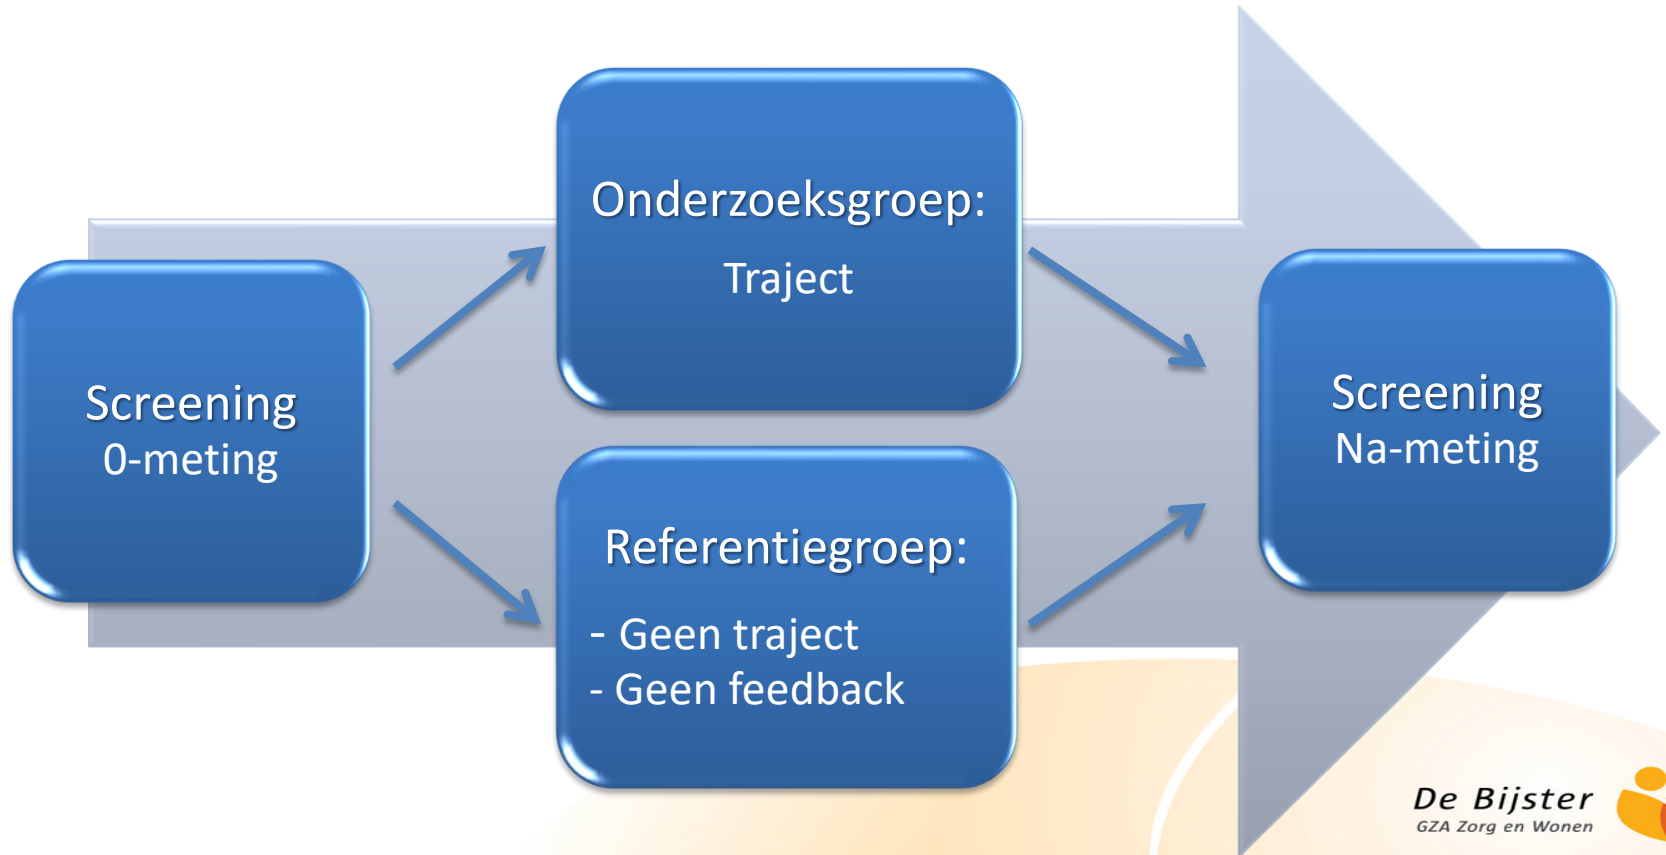 Screening
0-meting
Onderzoeksgroep:
Traject
Referentiegroep:
- Geen traject
- Geen feedback
Screening
Na-meting
De Bijster
GZA Zorg en Wonen